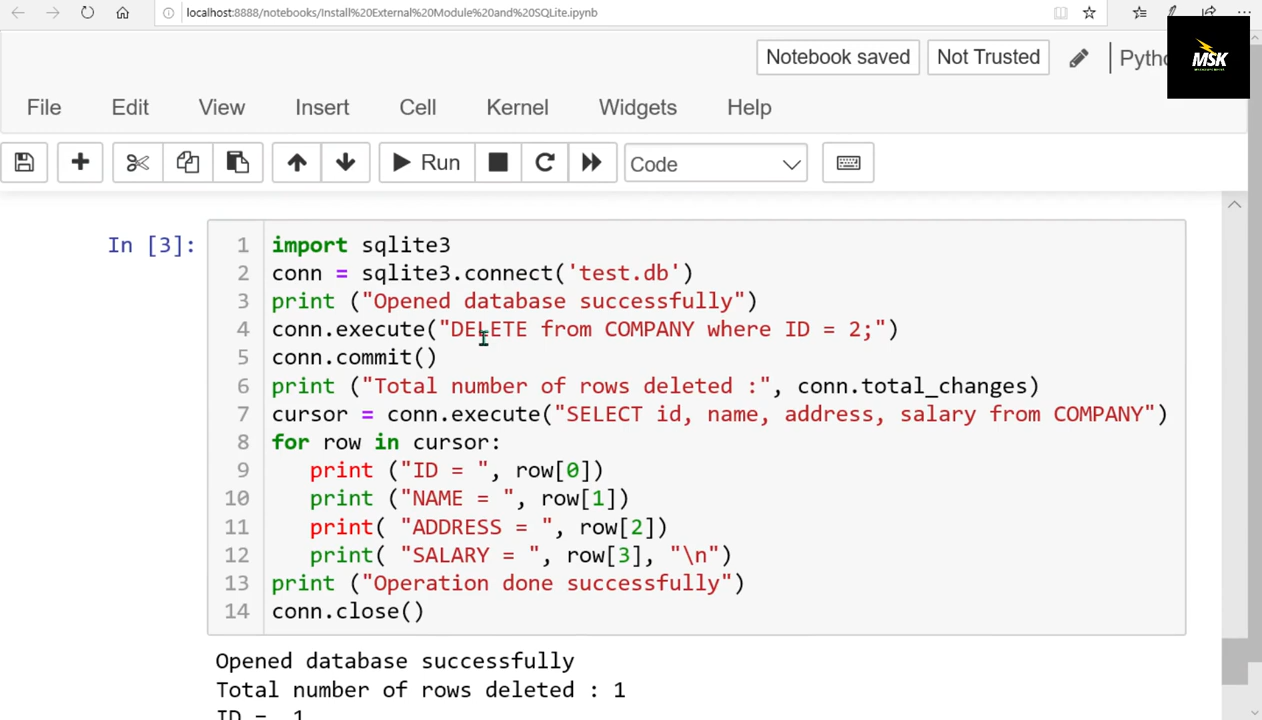 localhost:8888/notebooks/Install%20External%20Module%20and%20SQLite.ipynb
Notebook saved Not Trusted
MSK
File Edit View Insert Cell Kernel Widgets Help
Run Code
In [3]:
1 import sqlite3
2 conn = sqlite3.connect('test.db')
3 print ("Opened database successfully")
4 conn.execute("DELETE from COMPANY where ID = 2;")
5 conn.commit()
6 print ("Total number of rows deleted :", conn.total_changes)
7 cursor = conn.execute("SELECT id, name, address, salary from COMPANY")
8 for row in cursor:
9 print ("ID = ", row[0])
10 print ("NAME = ", row[1])
11 print( "ADDRESS = ", row[2])
12 print( "SALARY = ", row[3], "\n")
13 print ("Operation done successfully")
14 conn.close()
Opened database successfully
Total number of rows deleted : 1
ID = 1